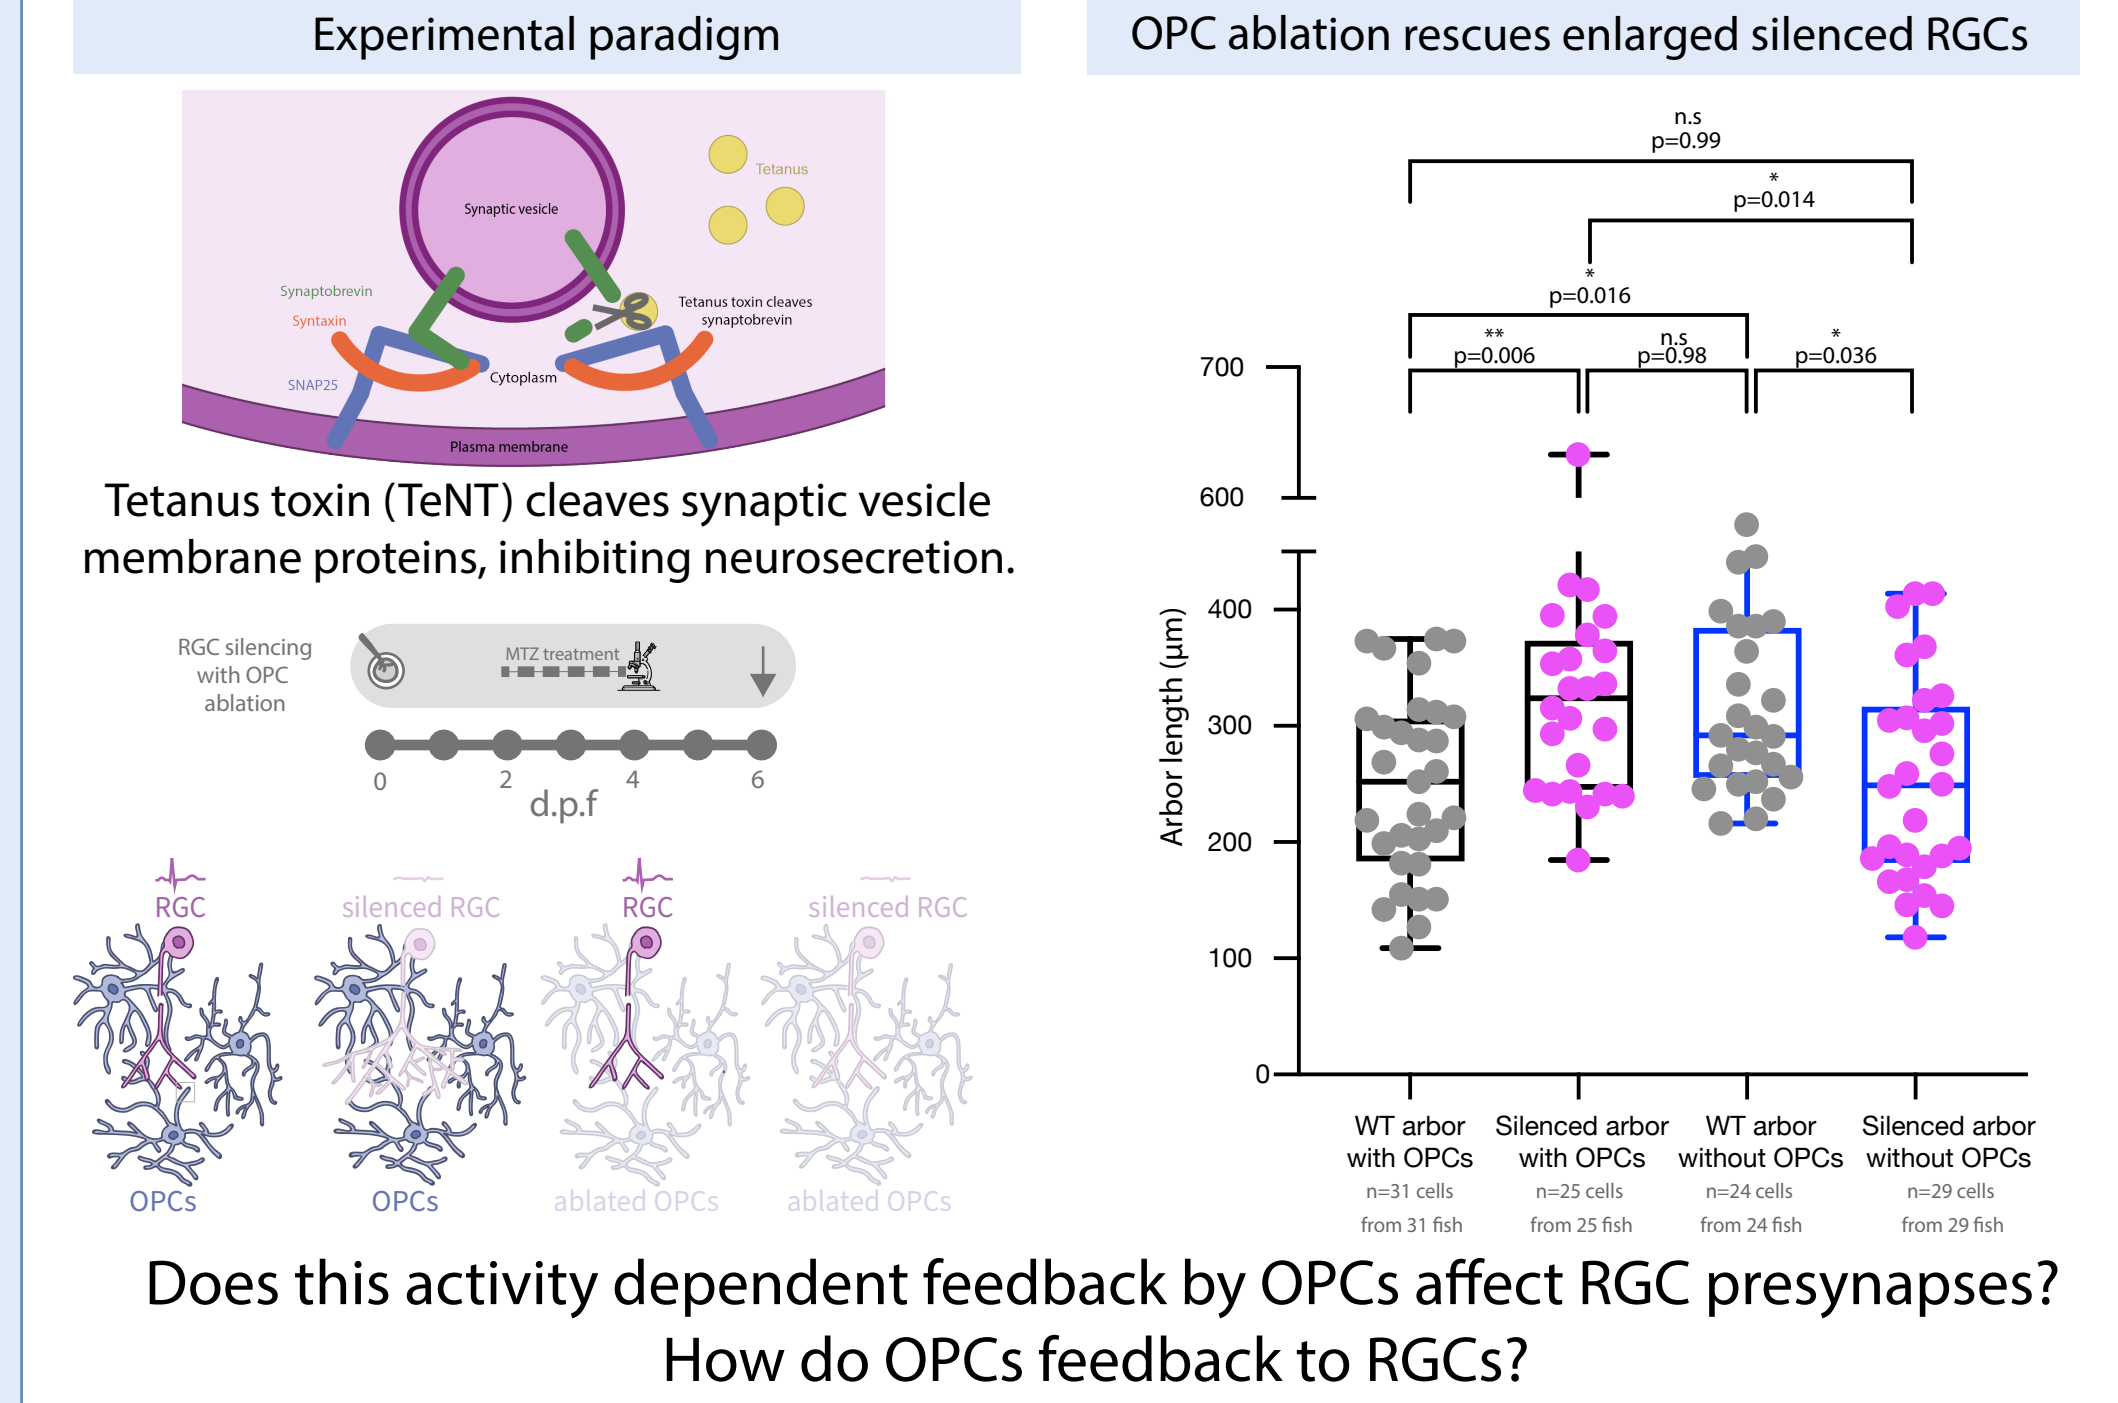 Experimental paradigm
Synaptic vesicle
Tetanus
Synaptobrevin
Syntaxin
SNAP25
Tetanus toxin cleaves
synaptobrevin
Cytoplasm
Plasma membrane
Tetanus toxin (TeNT) cleaves synaptic vesicle
membrane proteins, inhibiting neurosecretion.
RGC silencing
with OPC
ablation
MTZ treatment
0 2 4 6
d.p.f
RGC silenced RGC RGC silenced RGC
OPCs OPCs ablated OPCs ablated OPCs
OPC ablation rescues enlarged silenced RGCs
n.s
p=0.99
*
p=0.014
*
p=0.016
**
p=0.006
n.s
p=0.98
*
p=0.036
700
600
400
300
200
100
0
Arbor length (μm)
WT arbor
with OPCs
n=31 cells
from 31 fish
Silenced arbor
with OPCs
n=25 cells
from 25 fish
WT arbor
without OPCs
n=24 cells
from 24 fish
Silenced arbor
without OPCs
n=29 cells
from 29 fish
Does this activity dependent feedback by OPCs affect RGC presynapses?
How do OPCs feedback to RGCs?